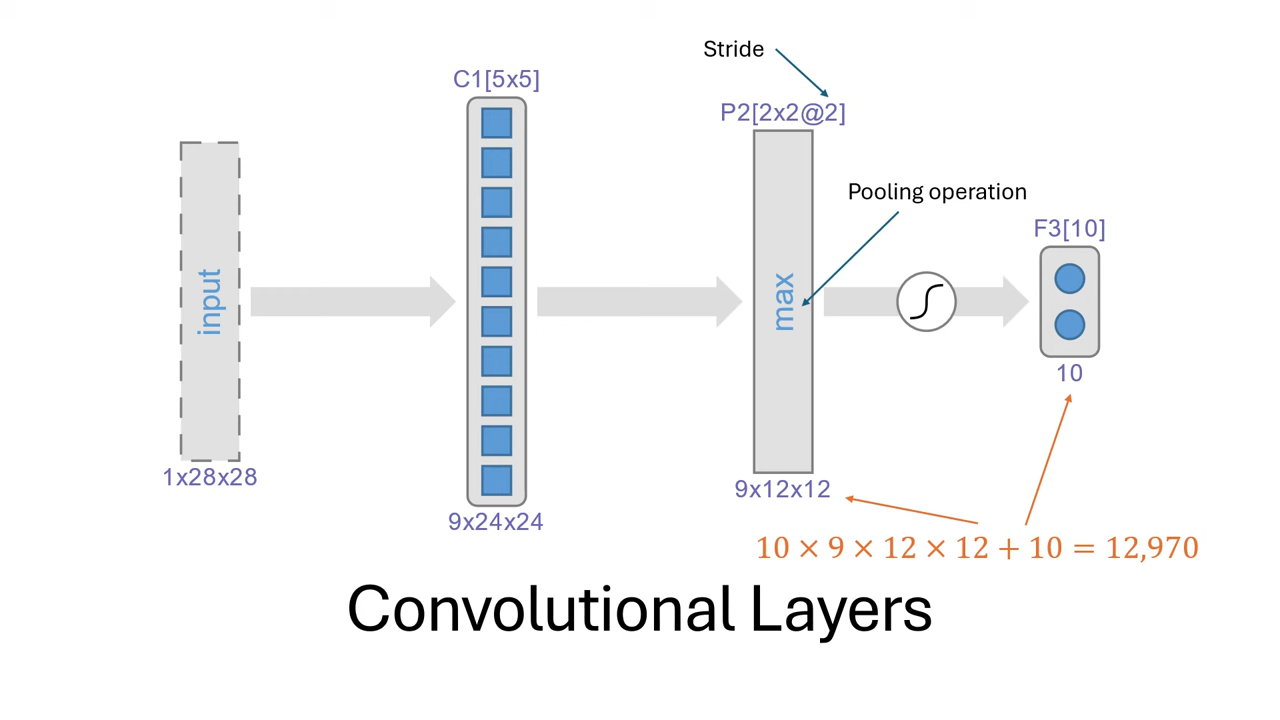 Stride
C1[5x5]
P2[2x2@2]
Pooling operation
F3[10]
input
max
10
1x28x28
9x12x12
9x24x24
10 × 9 × 12 × 12 + 10 = 12,970
Convolutional Layers